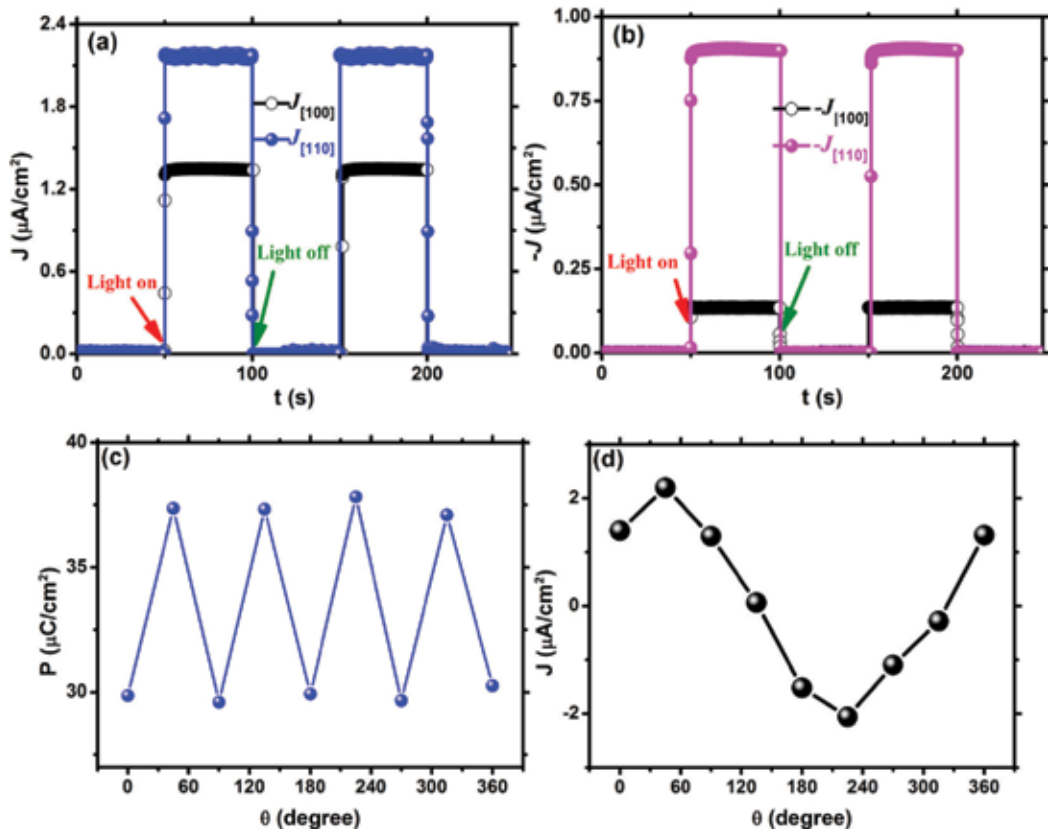 (a)
2.4
1.8
1.2
0.6
0.0
J (μA/cm²)
J[100]
J[110]
Light on
Light off
0
100
200
t (s)
(b)
1.00
0.75
0.50
0.25
0.00
-J (μA/cm²)
-J[100]
-J[110]
Light on
Light off
0
100
200
t (s)
(c)
40
35
30
P (μC/cm²)
0 60 120 180 240 300 360
θ (degree)
(d)
2
0
-2
J (μA/cm²)
0 60 120 180 240 300 360
θ (degree)